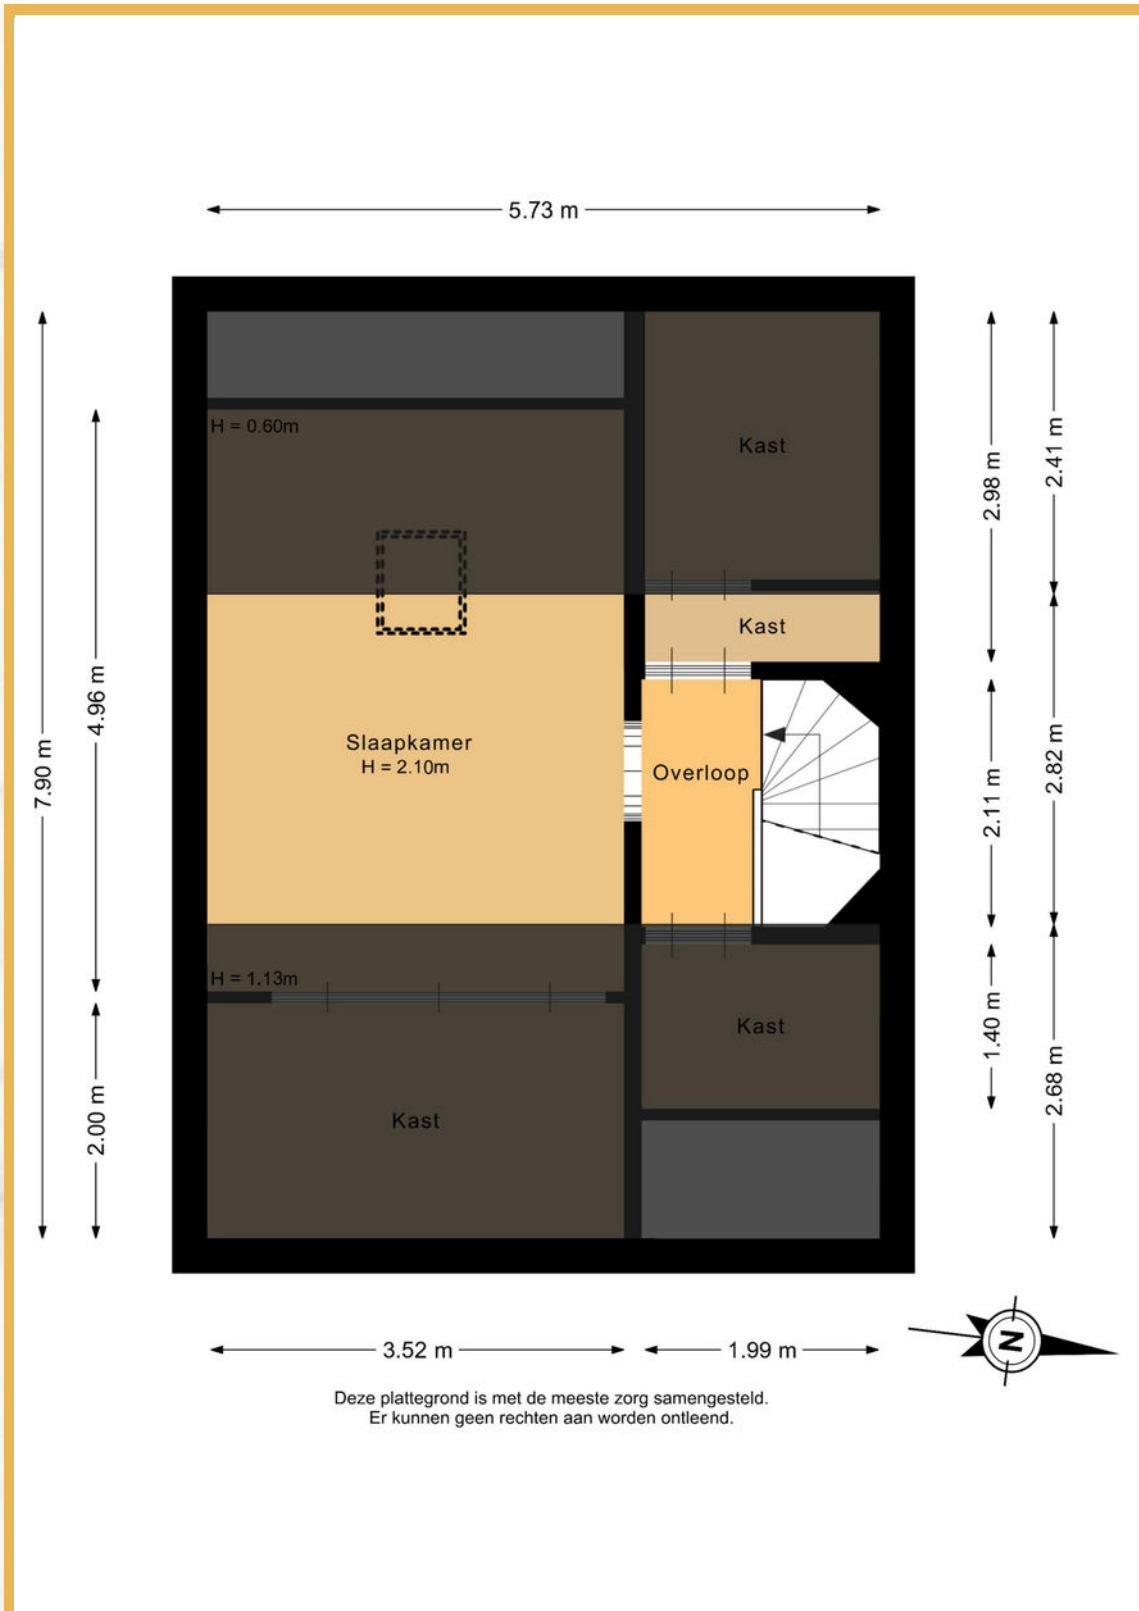 5.73 m
H = 0.60m
Kast
2.98 m
2.41 m
Kast
4.96 m
7.90 m
Slaapkamer
H = 2.10m
Overloop
2.11 m
2.82 m
H = 1.13m
Kast
1.40 m
2.68 m
2.00 m
Kast
3.52 m
1.99 m
N
Deze plattegrond is met de meeste zorg samengesteld.
Er kunnen geen rechten aan worden ontleend.